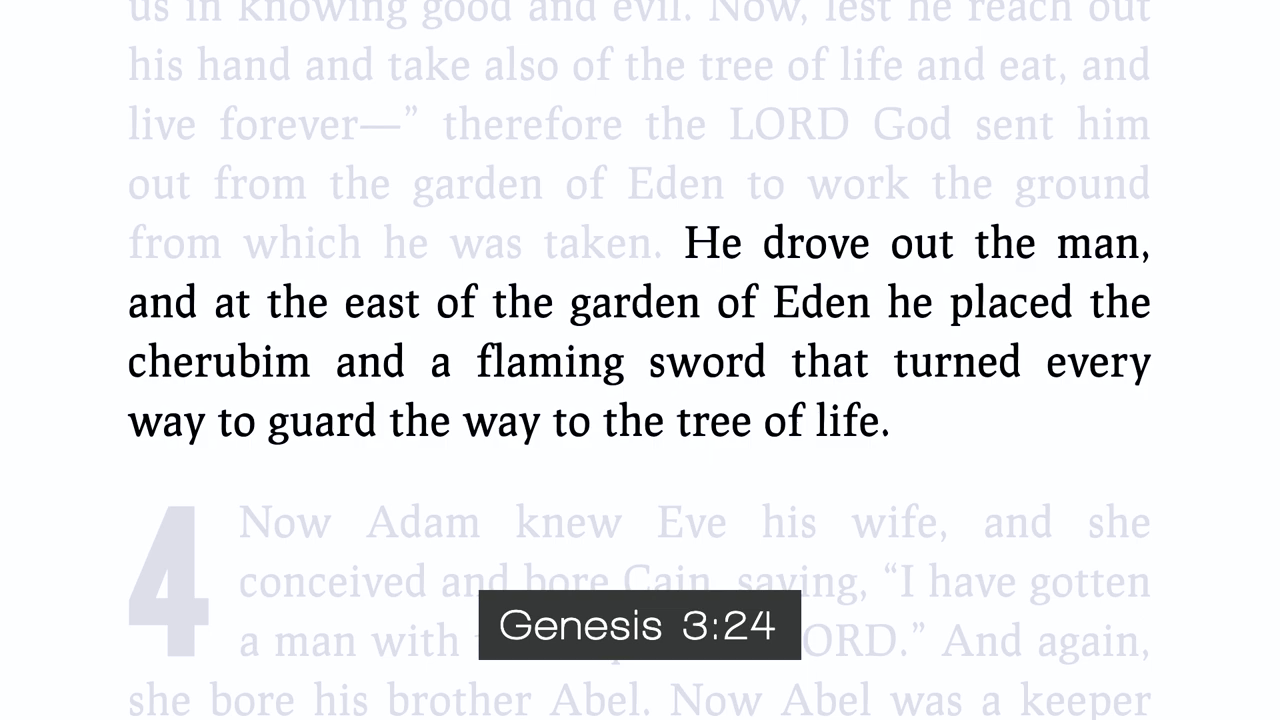 us in knowing good and evil. Now, lest he reach out
his hand and take also of the tree of life and eat, and
live forever—” therefore the LORD God sent him
out from the garden of Eden to work the ground
from which he was taken. He drove out the man,
and at the east of the garden of Eden he placed the
cherubim and a flaming sword that turned every
way to guard the way to the tree of life.
4 Now Adam knew Eve his wife, and she
conceived and bore Cain, saying, “I have gotten
a man with ORD.” And again,
she bore his brother Abel. Now Abel was a keeper
Genesis 3:24